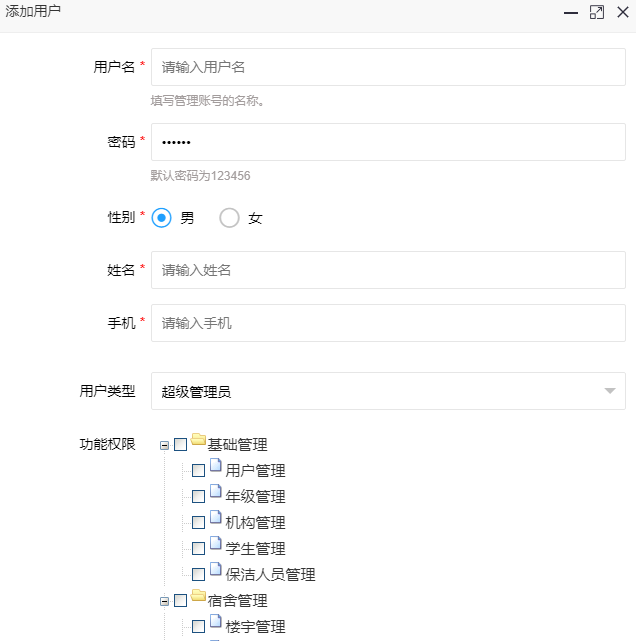 添加用户
用户名 * 请输入用户名
填写管理账号的名称。
密码 * ••••••
默认密码为123456
性别 * 男 女
姓名 * 请输入姓名
手机 * 请输入手机
用户类型 超级管理员
功能权限 基础管理
用户管理
年级管理
机构管理
学生管理
保洁人员管理
宿舍管理
楼宇管理